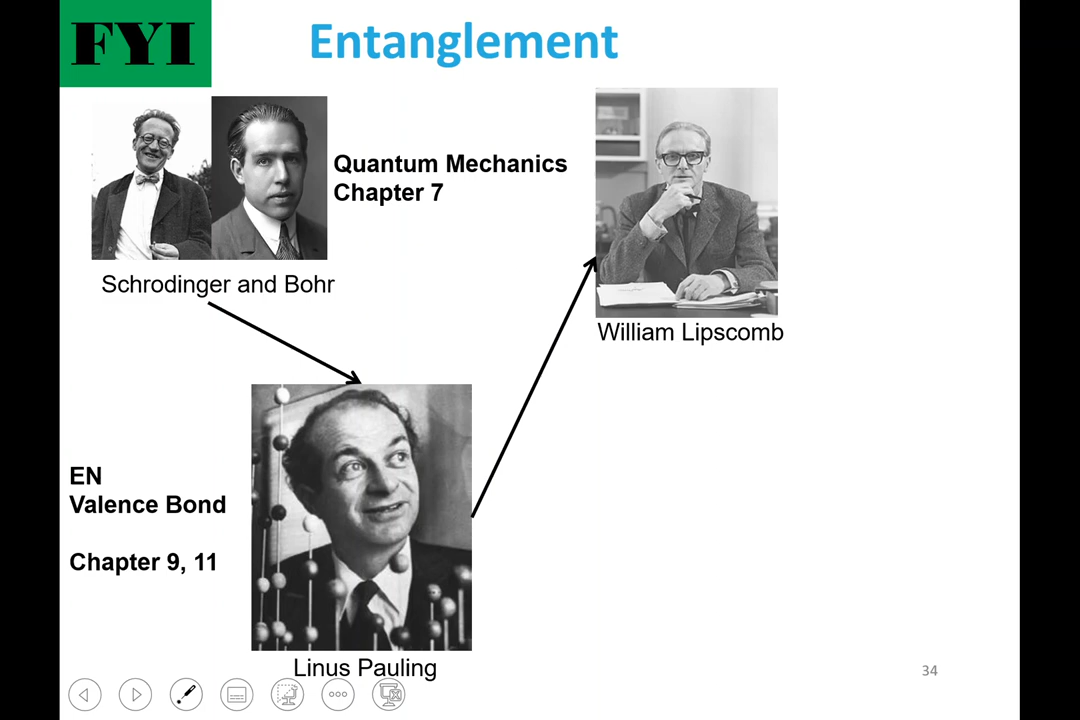 FYI
Entanglement
Quantum Mechanics
Chapter 7
Schrodinger and Bohr
William Lipscomb
EN
Valence Bond
Chapter 9, 11
Linus Pauling
34